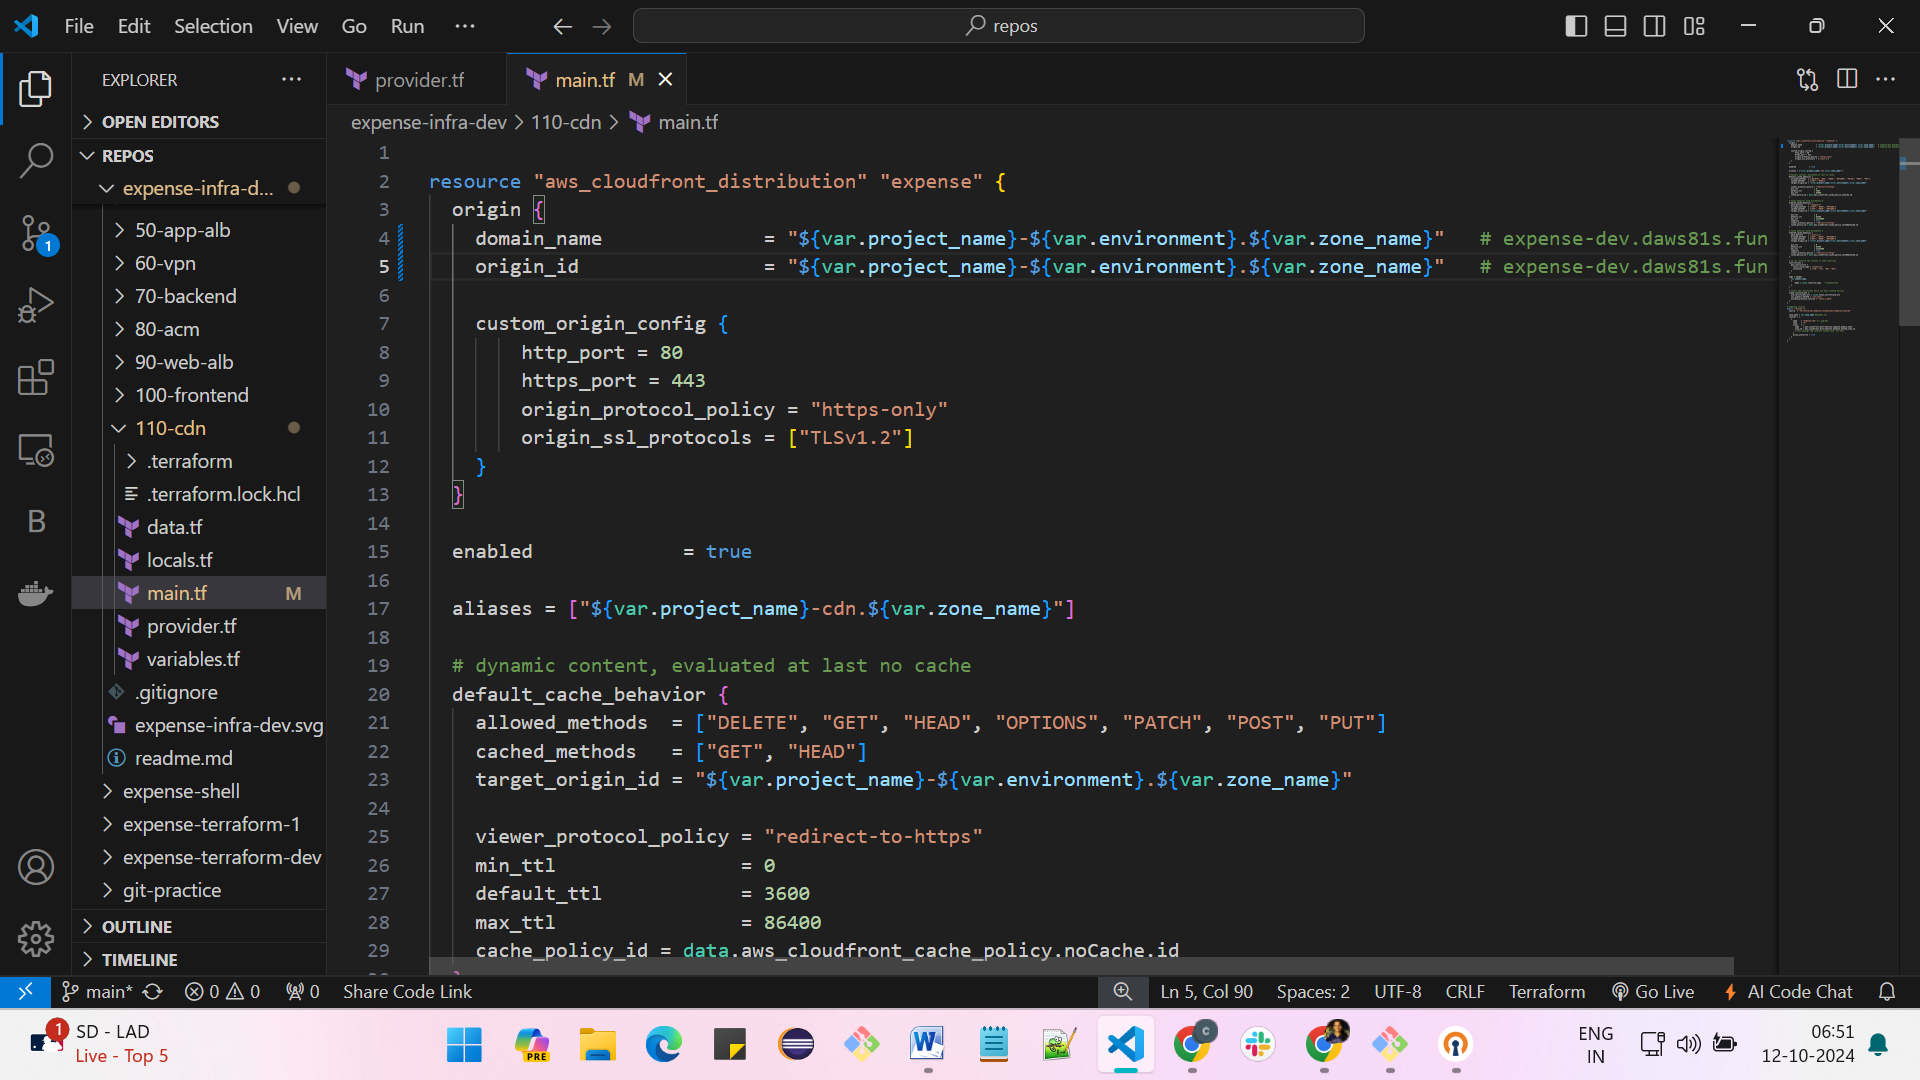 File Edit Selection View Go Run ··· repos
EXPLORER ···
OPEN EDITORS
REPOS
expense-infra-d...
50-app-alb
60-vpn
70-backend
80-acm
90-web-alb
100-frontend
110-cdn
.terraform
.terraform.lock.hcl
data.tf
locals.tf
main.tf M
provider.tf
variables.tf
.gitignore
expense-infra-dev.svg
readme.md
expense-shell
expense-terraform-1
expense-terraform-dev
git-practice
OUTLINE
TIMELINE
1
B
provider.tf main.tf M
expense-infra-dev > 110-cdn > main.tf
1
2 resource "aws_cloudfront_distribution" "expense" {
3 origin {
4 domain_name = "${var.project_name}-${var.environment}.${var.zone_name}" # expense-dev.daws81s.fun
5 origin_id = "${var.project_name}-${var.environment}.${var.zone_name}" # expense-dev.daws81s.fun
6
7 custom_origin_config {
8 http_port = 80
9 https_port = 443
10 origin_protocol_policy = "https-only"
11 origin_ssl_protocols = ["TLSv1.2"]
12 }
13 }
14
15 enabled = true
16
17 aliases = ["${var.project_name}-cdn.${var.zone_name}"]
18
19 # dynamic content, evaluated at last no cache
20 default_cache_behavior {
21 allowed_methods = ["DELETE", "GET", "HEAD", "OPTIONS", "PATCH", "POST", "PUT"]
22 cached_methods = ["GET", "HEAD"]
23 target_origin_id = "${var.project_name}-${var.environment}.${var.zone_name}"
24
25 viewer_protocol_policy = "redirect-to-https"
26 min_ttl = 0
27 default_ttl = 3600
28 max_ttl = 86400
29 cache_policy_id = data.aws_cloudfront_cache_policy.noCache.id
main* 0 0 0 Share Code Link Ln 5, Col 90 Spaces: 2 UTF-8 CRLF Terraform Go Live AI Code Chat
1 SD - LAD
Live - Top 5
PRE
W
C
ENG
IN
06:51
12-10-2024